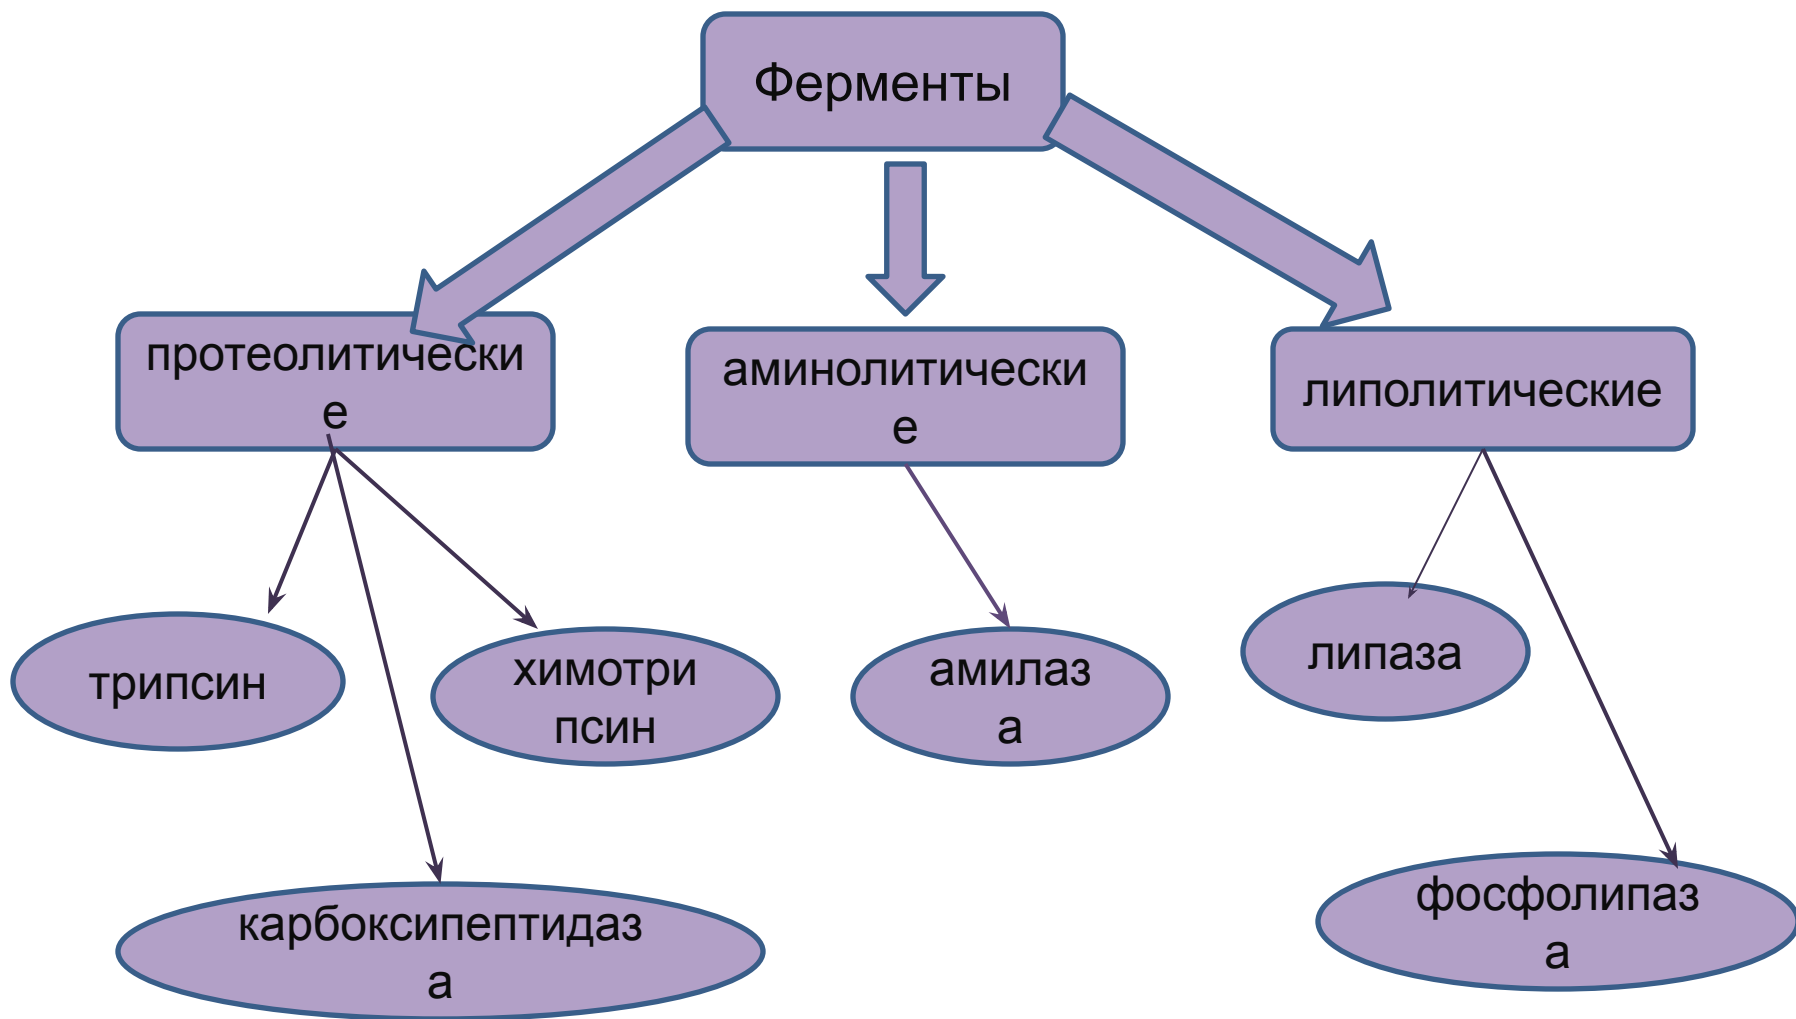 Ферменты
протеолитически
е
аминолитически
е
липолитические
трипсин
химотри
псин
амилаз
а
липаза
карбоксипептидаз
а
фосфолипаз
а